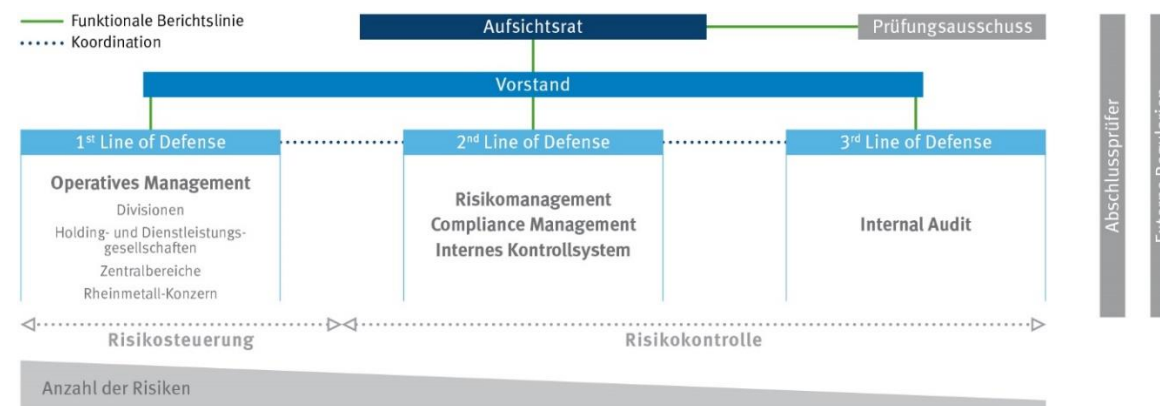 Funktionale Berichtslinie
Koordination
Aufsichtsrat
Prüfungsausschuss
Vorstand
1st Line of Defense
2nd Line of Defense
3rd Line of Defense
Operatives Management
Divisionen
Holding- und Dienstleistungs-
gesellschaften
Zentralbereiche
Rheinmetall-Konzern
Risikomanagement
Compliance Management
Internes Kontrollsystem
Internal Audit
Risikosteuerung
Risikokontrolle
Anzahl der Risiken
Abschlussprüfer